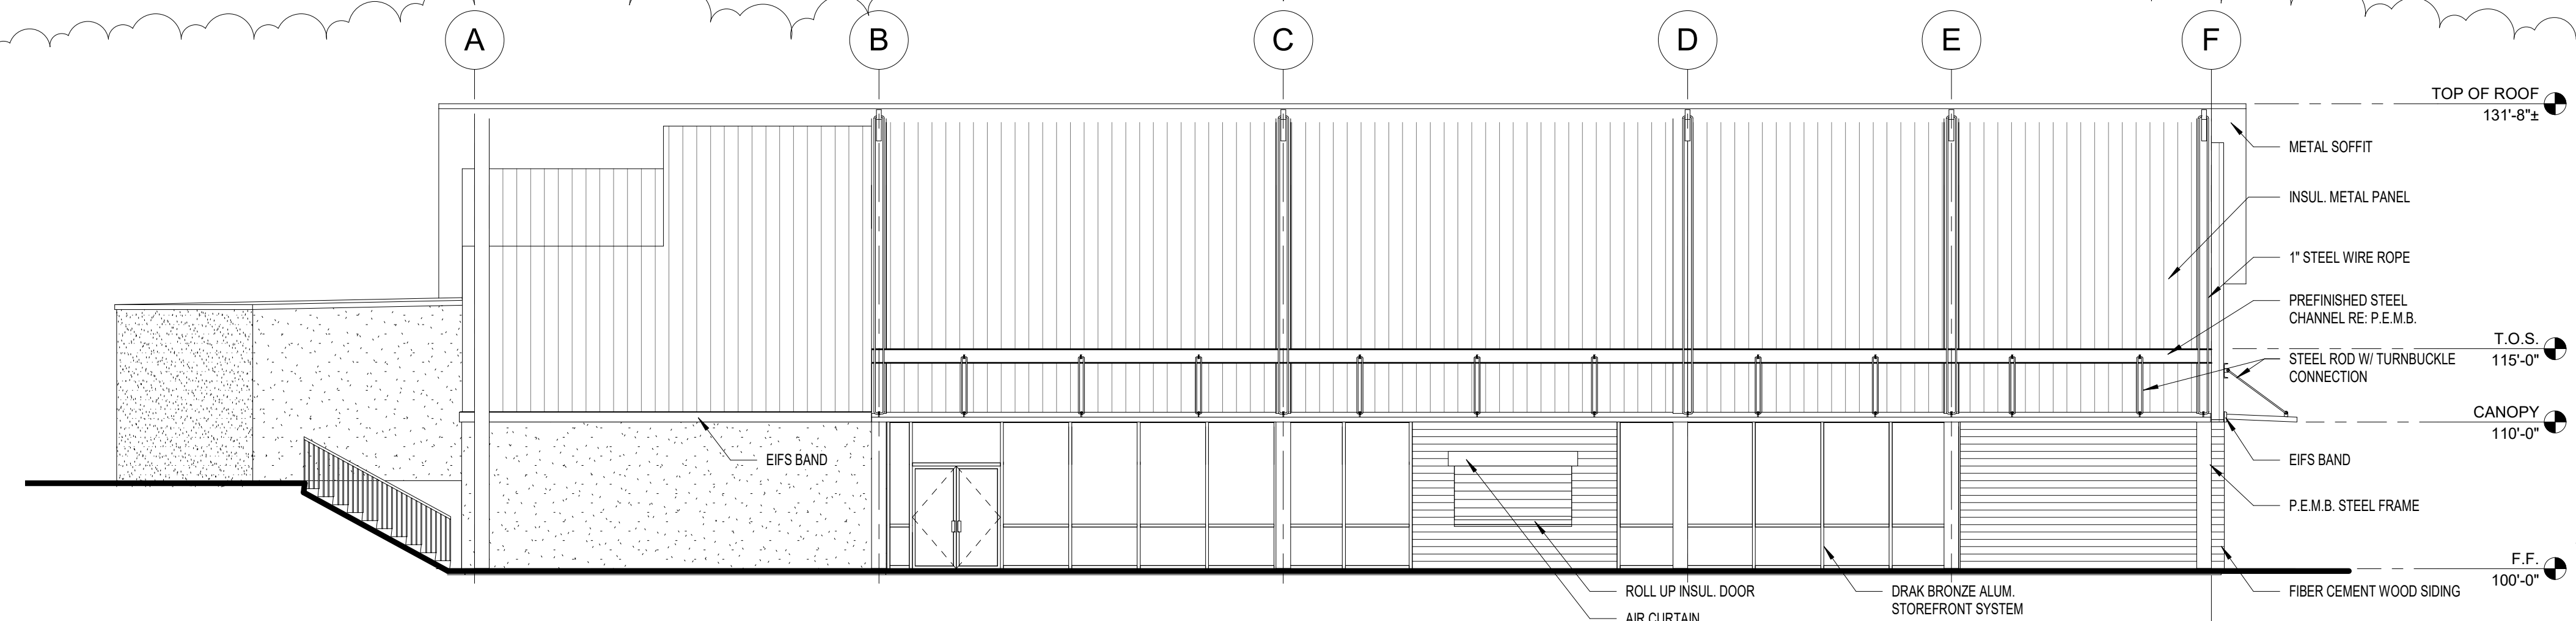 A
B
C
D
E
F
TOP OF ROOF
131'-8"±
METAL SOFFIT
INSUL. METAL PANEL
1" STEEL WIRE ROPE
PREFINISHED STEEL
CHANNEL RE: P.E.M.B.
T.O.S.
115'-0"
STEEL ROD W/ TURNBUCKLE
CONNECTION
CANOPY
110'-0"
EIFS BAND
EIFS BAND
P.E.M.B. STEEL FRAME
F.F.
100'-0"
ROLL UP INSUL. DOOR
AIR CURTAIN
DRAK BRONZE ALUM.
STOREFRONT SYSTEM
FIBER CEMENT WOOD SIDING